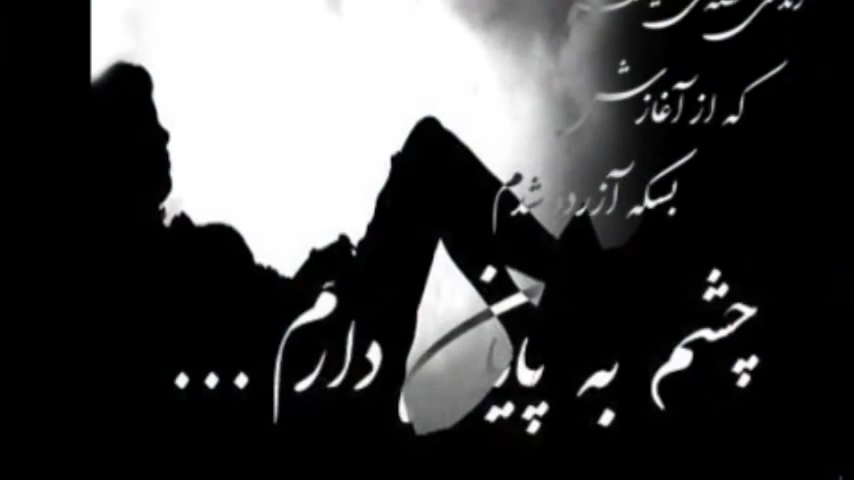 که از آغازش
بسکه آزرده شدم
چشم به پایان دارم ...